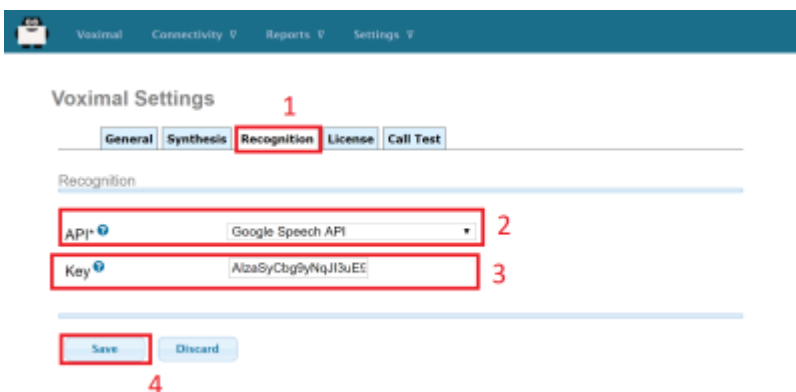 Voximal Connectivity ∇ Reports ∇ Settings ∇
Voximal Settings
1
General Synthesis Recognition License Call Test
Recognition
API* ? Google Speech API ▾ 2
Key ? 3
Save Discard
4